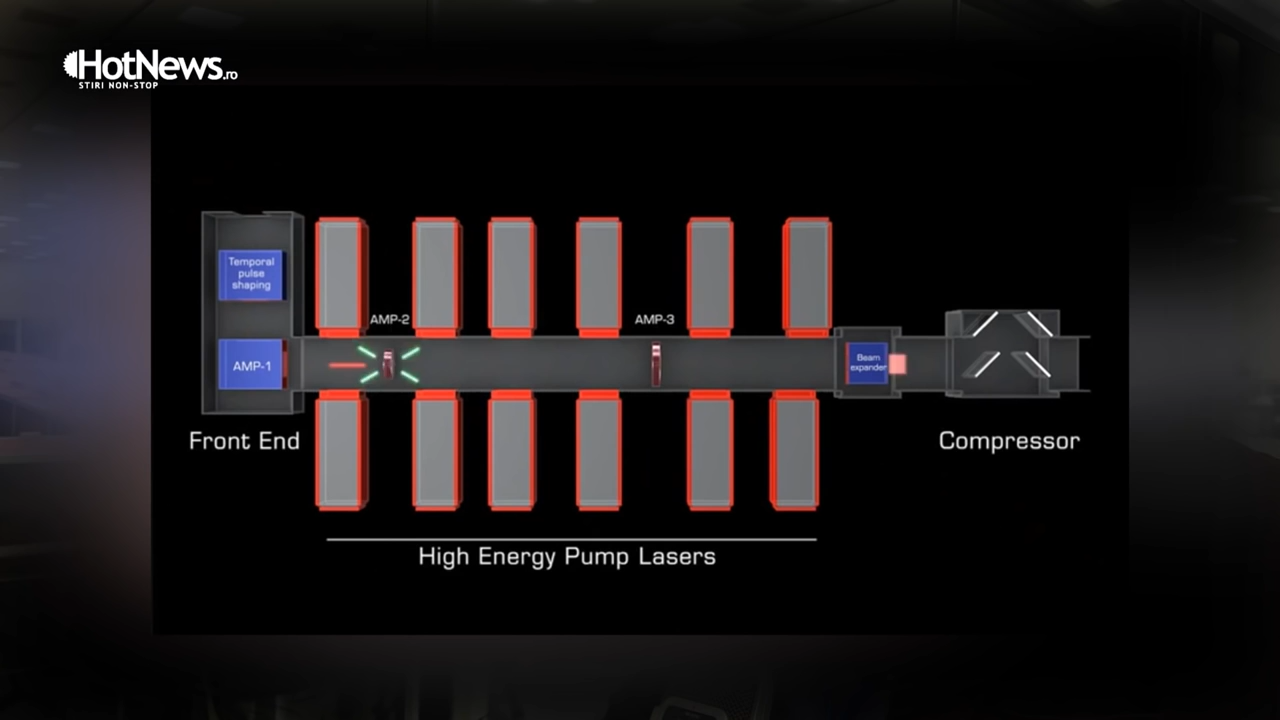 HotNews.ro
STIRI NON-STOP
Temporal
pulse
shaping
AMP-2
AMP-3
AMP-1
Beam
expander
Front End
Compressor
High Energy Pump Lasers